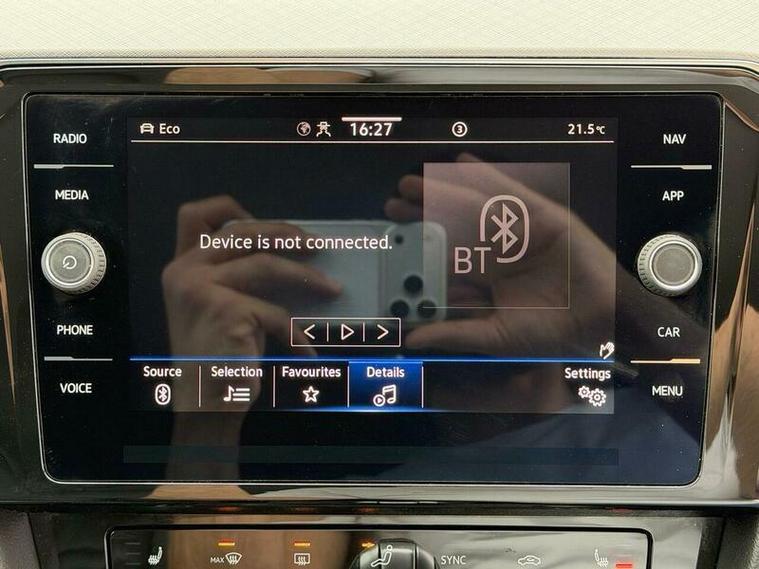 RADIO
MEDIA
PHONE
VOICE
Eco
16:27
3
21.5°C
Device is not connected.
BT
Source
Selection
Favourites
Details
Settings
NAV
APP
CAR
MENU
MAX
SYNC